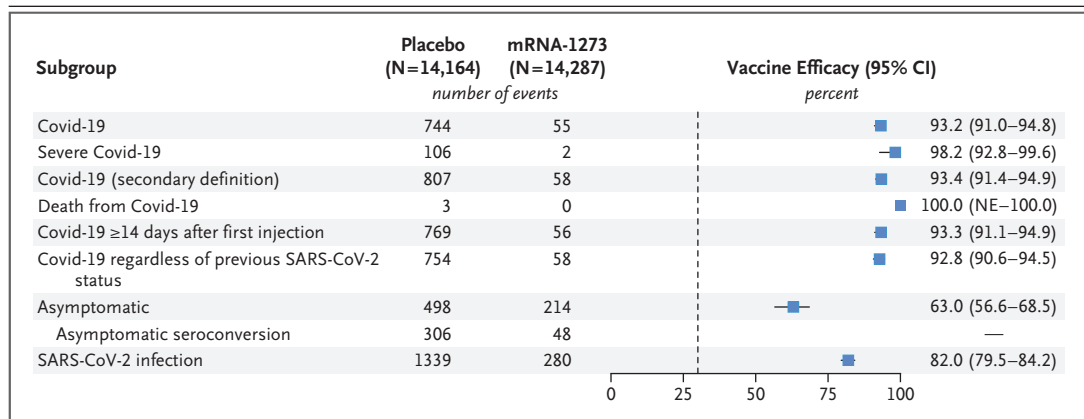 Subgroup Placebo (N=14,164) mRNA-1273 (N=14,287) Vaccine Efficacy (95% CI)
number of events percent
Covid-19 744 55 93.2 (91.0–94.8)
Severe Covid-19 106 2 98.2 (92.8–99.6)
Covid-19 (secondary definition) 807 58 93.4 (91.4–94.9)
Death from Covid-19 3 0 100.0 (NE–100.0)
Covid-19 ≥14 days after first injection 769 56 93.3 (91.1–94.9)
Covid-19 regardless of previous SARS-CoV-2 754 58 92.8 (90.6–94.5)
status
Asymptomatic 498 214 63.0 (56.6–68.5)
Asymptomatic seroconversion 306 48 —
SARS-CoV-2 infection 1339 280 82.0 (79.5–84.2)
0 25 50 75 100